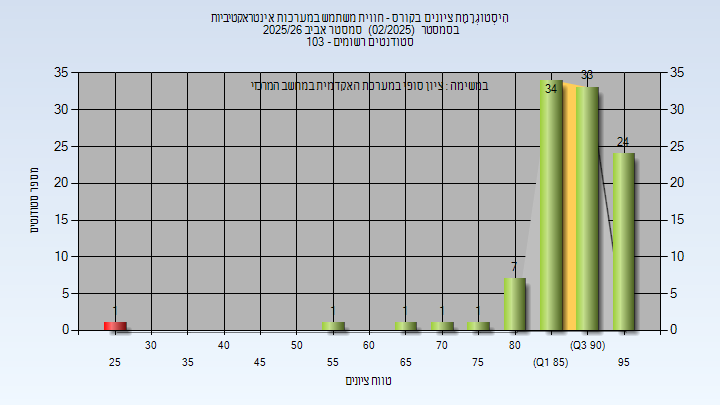 הִיסְטוֹגְרָמַת ציונים בקורס - חווית משתמש במערכות אינטראקטיביות
בסמסטר (02/2025) סמסטר אביב 2025/26
סטודנטים רשומים - 103
במשימה : ציון סופי במערכת האקדמית במחשב המרכזי
35 35
30 30
25 25
20 20
15 15
10 10
5 5
0 0
מספר סטודנטים
1 1 1 1 1 7 34 33 24
30 40 50 60 70 80 (Q3 90)
25 35 45 55 65 75 (Q1 85) 95
טווח ציונים